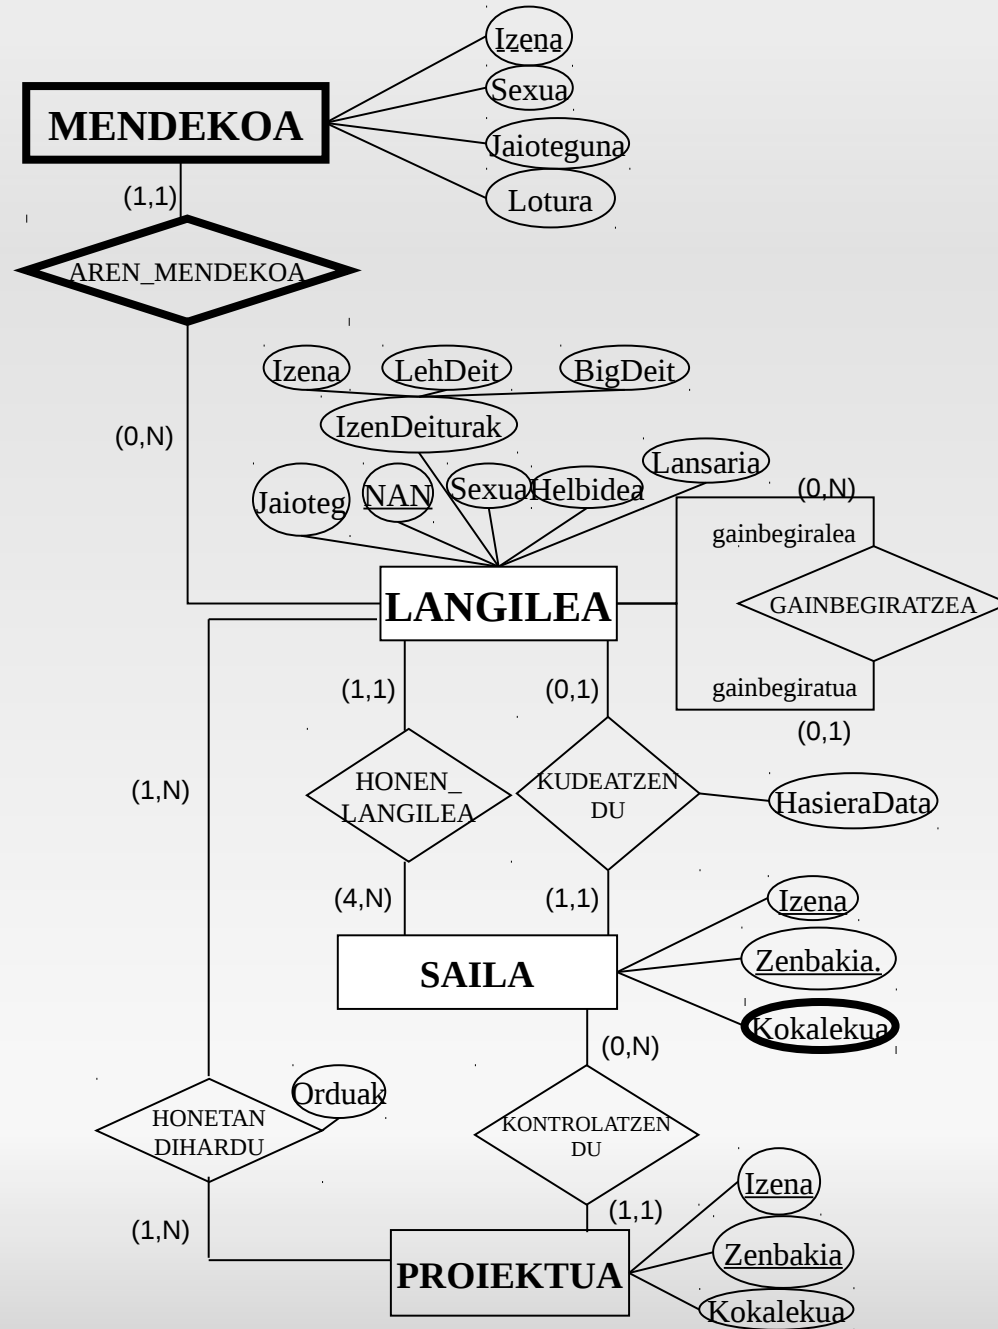 Izena
Sexua
MENDEKOA
Jaioteguna
(1,1)
Lotura
AREN_MENDEKOA
Izena
LehDeit
BigDeit
(0,N)
IzenDeiturak
Lansaria
Jaioteg
NAN
Sexua
Helbidea
(0,N)
gainbegiralea
LANGILEA
GAINBEGIRATZEA
(1,1)
(0,1)
gainbegiratua
(0,1)
(1,N)
HONEN_
LANGILEA
KUDEATZEN
DU
HasieraData
(4,N)
(1,1)
Izena
Zenbakia.
SAILA
Kokalekua
(0,N)
Orduak
HONETAN
DIHARDU
KONTROLATZEN
DU
Izena
(1,1)
(1,N)
Zenbakia
PROIEKTUA
Kokalekua